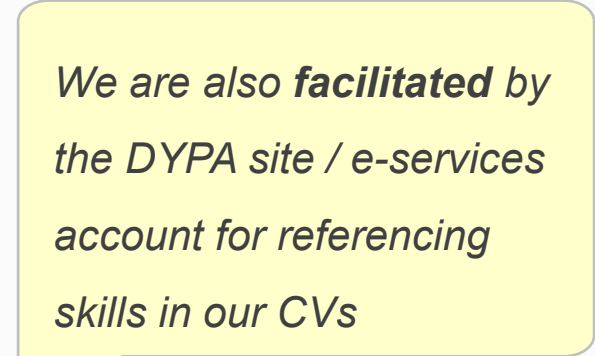 We are also facilitated by
the DYPA site / e-services
account for referencing
skills in our CVs